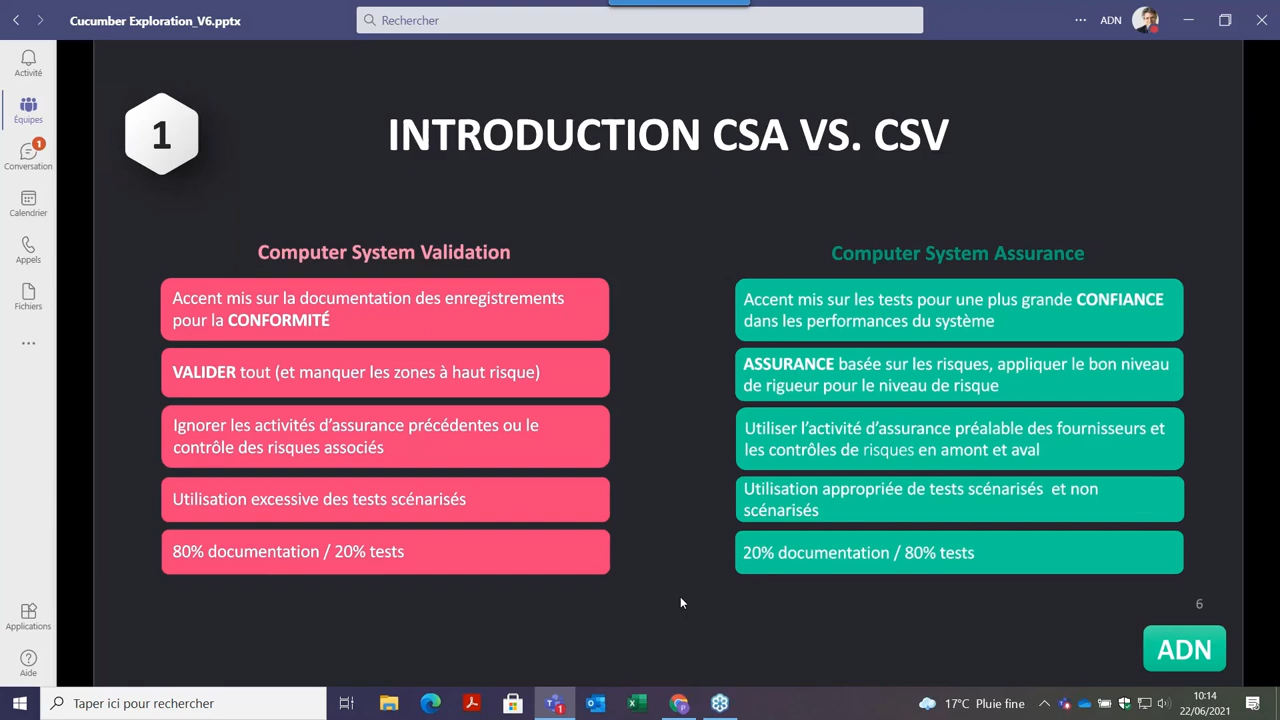 Cucumber Exploration_V6.pptx
Rechercher
ADN
Activité
Équipes
1
Conversation
Calendrier
Appels
Fichiers
Applications
Aide
1
INTRODUCTION CSA VS. CSV
Computer System Validation
Accent mis sur la documentation des enregistrements
pour la CONFORMITÉ
VALIDER tout (et manquer les zones à haut risque)
Ignorer les activités d’assurance précédentes ou le
contrôle des risques associés
Utilisation excessive des tests scénarisés
80% documentation / 20% tests
Computer System Assurance
Accent mis sur les tests pour une plus grande CONFIANCE
dans les performances du système
ASSURANCE basée sur les risques, appliquer le bon niveau
de rigueur pour le niveau de risque
Utiliser l’activité d’assurance préalable des fournisseurs et
les contrôles de risques en amont et aval
Utilisation appropriée de tests scénarisés et non
scénarisés
20% documentation / 80% tests
6
ADN
Taper ici pour rechercher
1
17°C Pluie fine
10:14
22/06/2021